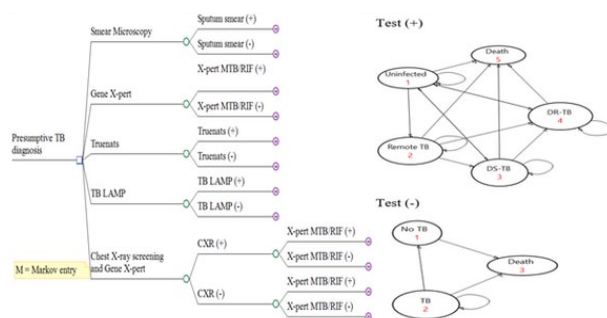 Test (+)
Sputum smear (+)
Smear Microscopy
Sputum smear (-)
X-pert MTB/RIF (+)
Gene X-pert
X-pert MTB/RIF (-)
Presumptive TB
diagnosis
Truenats (+)
Truenats
Truenats (-)
TB LAMP (+)
TB LAMP
TB LAMP (-)
Chest X-ray screening
and Gene X-pert
CXR (+)
X-pert MTB/RIF (+)
X-pert MTB/RIF (-)
CXR (-)
X-pert MTB/RIF (+)
X-pert MTB/RIF (-)
M = Markov entry
Death
5
Uninfected
1
DR-TB
4
Remote TB
2
DS-TB
3
Test (-)
No TB
1
Death
3
TB
2